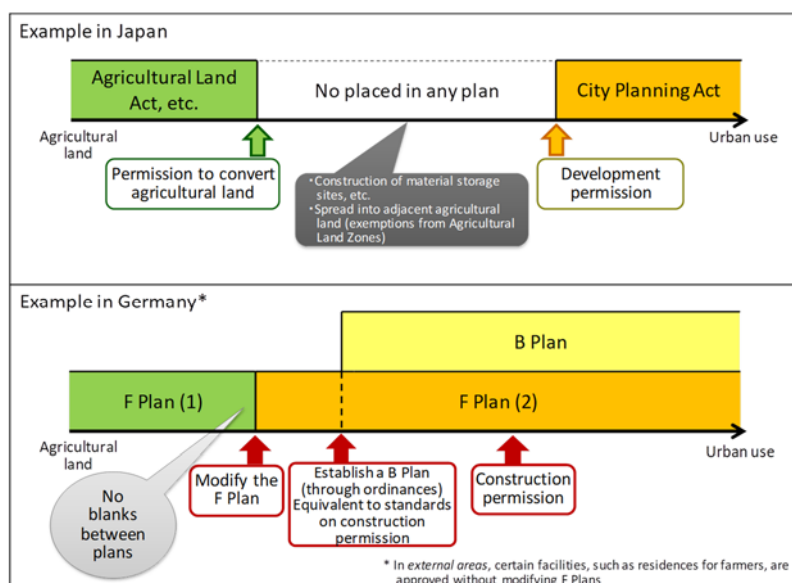 Example in Japan
Agricultural Land
Act, etc.
No placed in any plan
City Planning Act
Agricultural
land
Urban use
Permission to convert
agricultural land
・Construction of material storage
sites, etc.
・Spread into adjacent agricultural
land (exemptions from Agricultural
Land Zones)
Development
permission
Example in Germany*
B Plan
F Plan (1)
F Plan (2)
Agricultural
land
Urban use
No
blanks
between
plans
Modify the
F Plan
Establish a B Plan
(through ordinances)
Equivalent to standards
on construction
permission
Construction
permission
* In external areas, certain facilities, such as residences for farmers, are
approved without modifying F Plans